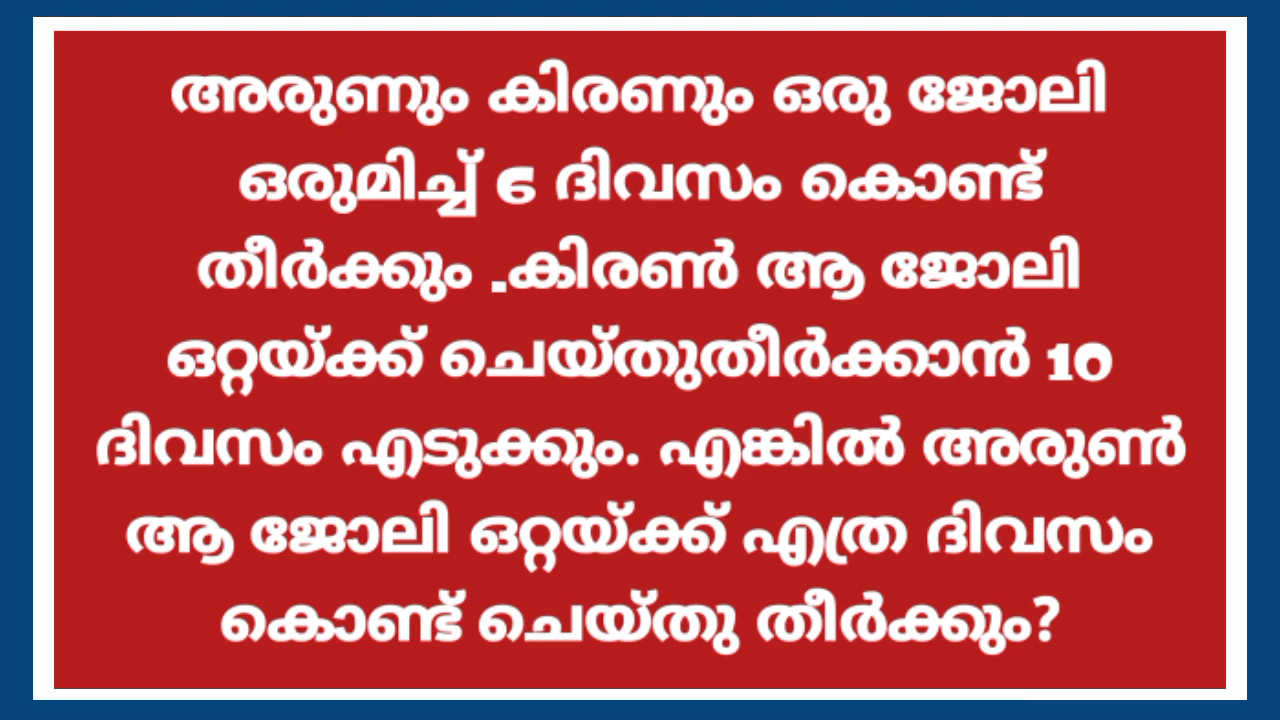 അരുണും കിരണും ഒരു ജോലി
ഒരുമിച്ച് 6 ദിവസം കൊണ്ട്
തീർക്കും .കിരൺ ആ ജോലി
ഒറ്റയ്ക്ക് ചെയ്തുതീർക്കാൻ 10
ദിവസം എടുക്കും. എങ്കിൽ അരുൺ
ആ ജോലി ഒറ്റയ്ക്ക് എത്ര ദിവസം
കൊണ്ട് ചെയ്തു തീർക്കും?